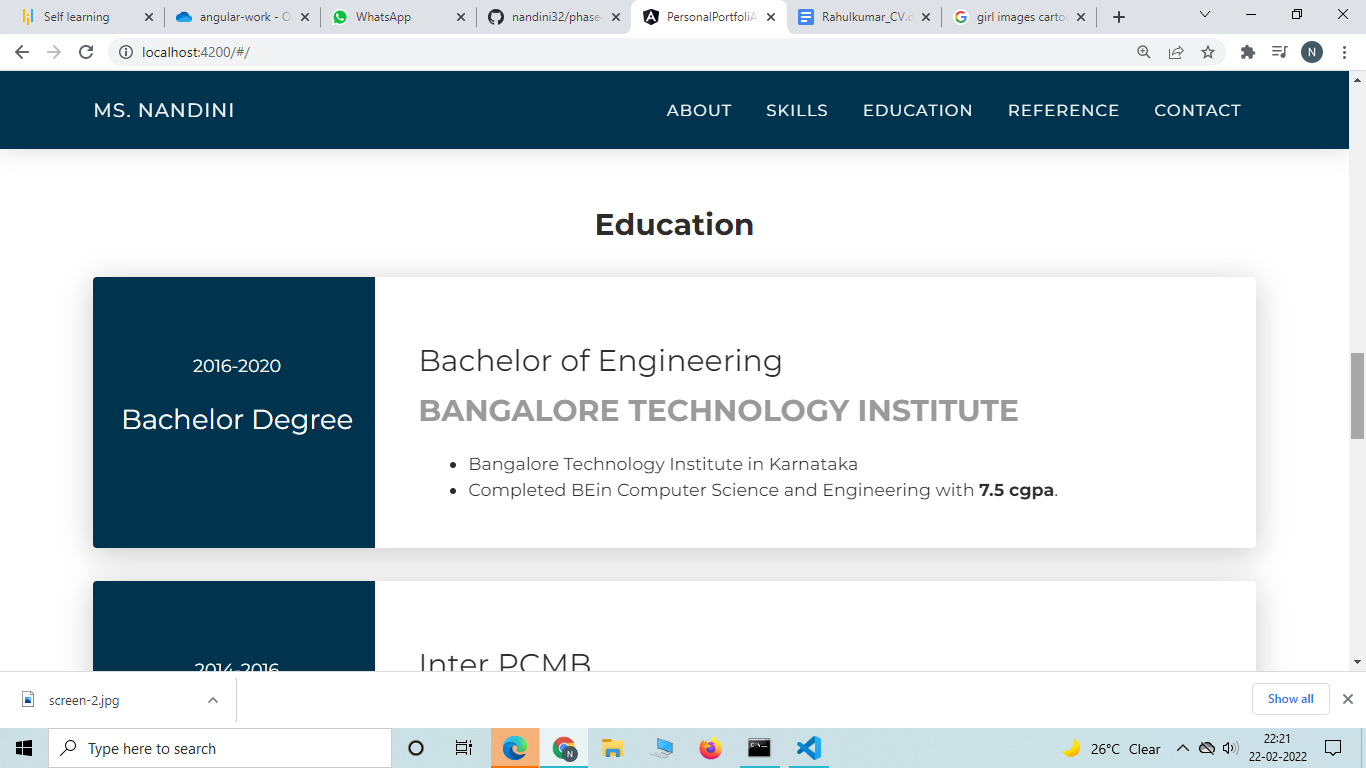 Self learning
angular-work - O
WhatsApp
nandini32/phase-
PersonalPortfoliA
Rahulkumar_CV.d
girl images carto
localhost:4200/#/
N
MS. NANDINI
ABOUT SKILLS EDUCATION REFERENCE CONTACT
Education
2016-2020
Bachelor Degree
Bachelor of Engineering
BANGALORE TECHNOLOGY INSTITUTE
Bangalore Technology Institute in Karnataka
Completed BEin Computer Science and Engineering with 7.5 cgpa.
2014-2016
Inter PCMB
screen-2.jpg
Show all
Type here to search
N
26°C Clear
22:21
22-02-2022